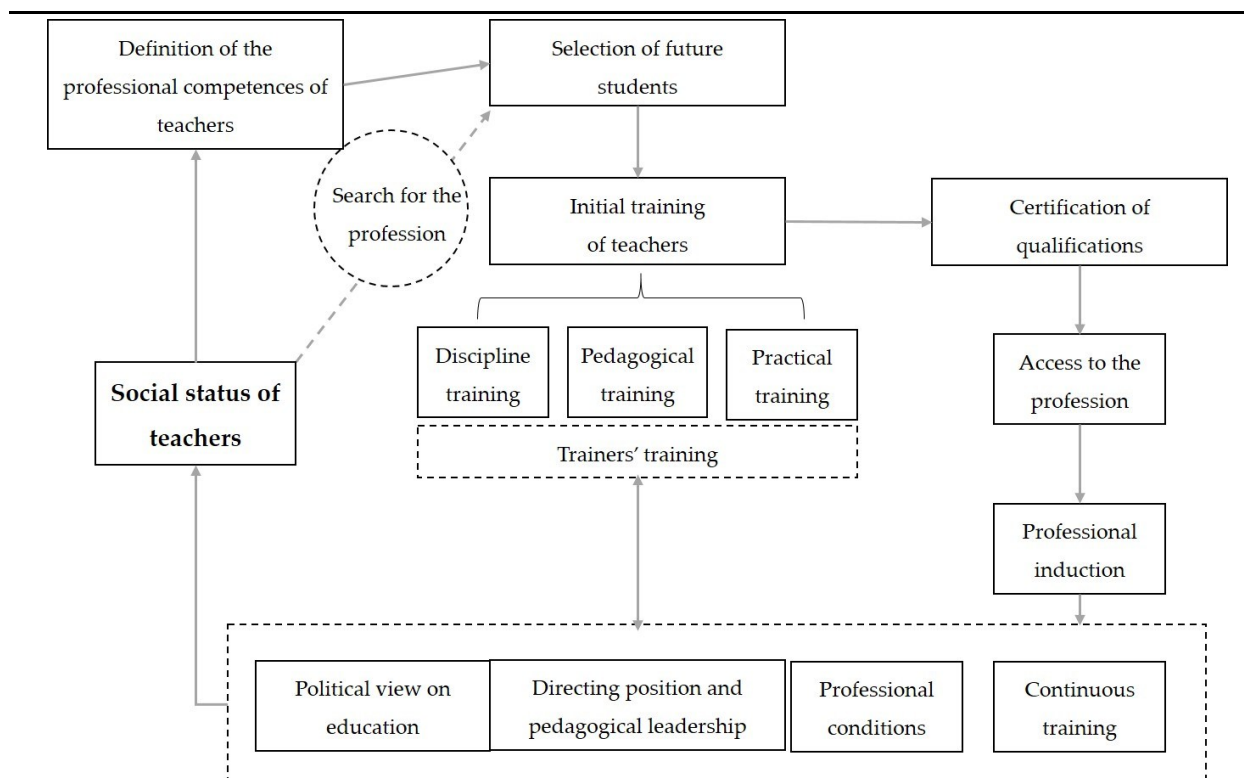 Definition of the
professional competences of
teachers
Selection of future
students
Search for the
profession
Initial training
of teachers
Certification of
qualifications
Discipline
training
Pedagogical
training
Practical
training
Access to the
profession
Social status of
teachers
Trainers’ training
Professional
induction
Political view on
education
Directing position and
pedagogical leadership
Professional
conditions
Continuous
training